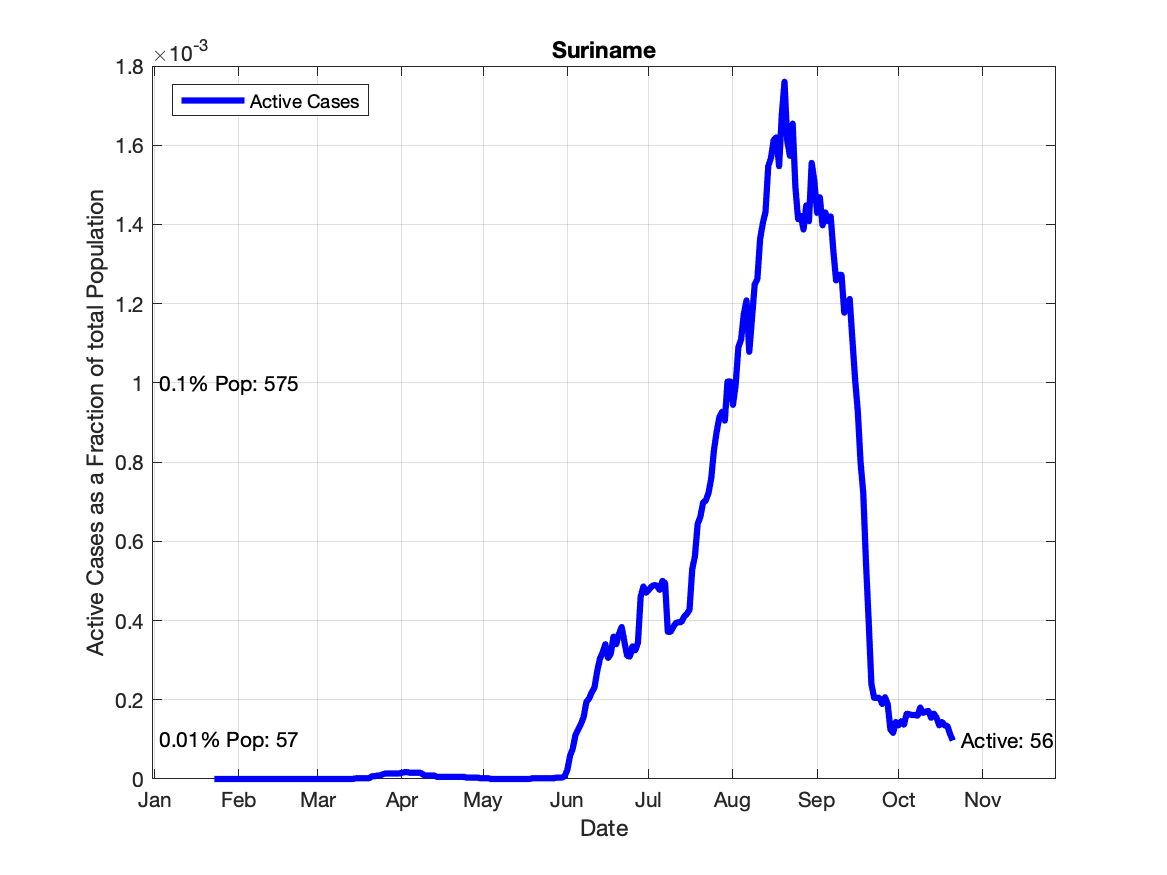 ×10-3
Suriname
Active Cases
Active Cases as a Fraction of total Population
1.8
1.6
1.4
1.2
1
0.8
0.6
0.4
0.2
0
0.1% Pop: 575
0.01% Pop: 57
Active: 56
Jan Feb Mar Apr May Jun Jul Aug Sep Oct Nov
Date